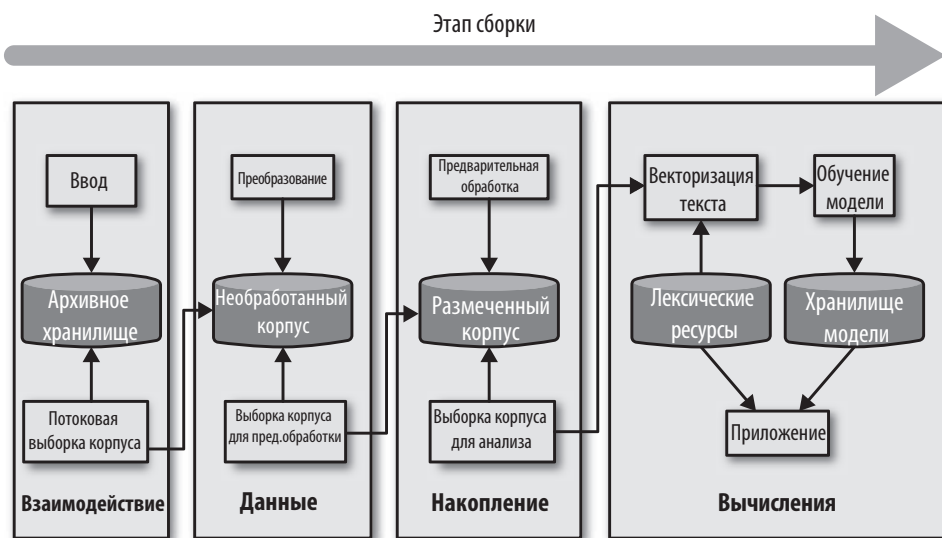 Этап сборки
Ввод
Архивное
хранилище
Потоковая
выборка корпуса
Взаимодействие
Преобразование
Необработанный
корпус
Выборка корпуса
для пред.обработки
Данные
Предварительная
обработка
Размеченный
корпус
Выборка корпуса
для анализа
Накопление
Векторизация
текста
Обучение
модели
Лексические
ресурсы
Хранилище
модели
Приложение
Вычисления